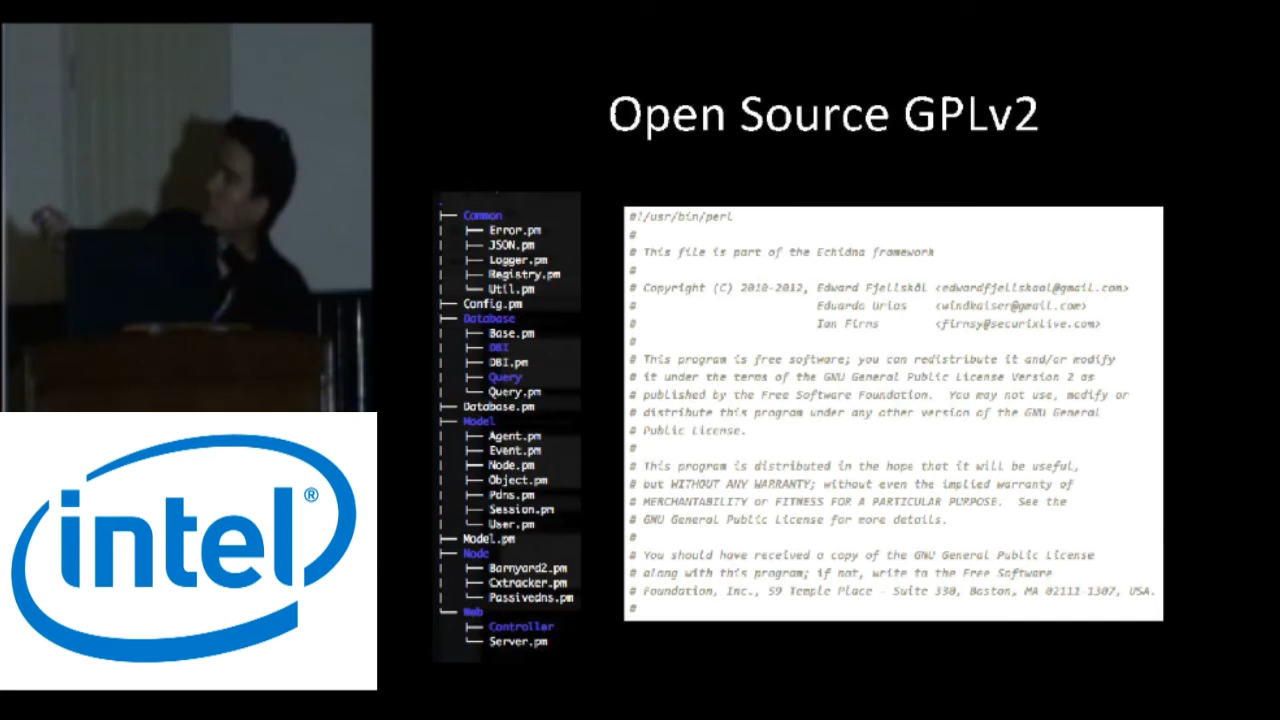 Open Source GPLv2
.
├── Common
│ ├── Error.pm
│ ├── JSON.pm
│ ├── Logger.pm
│ ├── Registry.pm
│ └── Util.pm
├── Config.pm
├── Database
│ ├── Base.pm
│ ├── DBI
│ ├── DBI.pm
│ ├── Query
│ └── Query.pm
├── Database.pm
├── Model
│ ├── Agent.pm
│ ├── Event.pm
│ ├── Node.pm
│ ├── Object.pm
│ ├── Pdns.pm
│ ├── Session.pm
│ └── User.pm
├── Model.pm
├── Node
│ ├── Barnyard2.pm
│ ├── Cxtracker.pm
│ └── Passivedns.pm
└── Web
├── Controller
└── Server.pm
#!/usr/bin/perl
#
# This file is part of the Echidna framework
#
# Copyright (C) 2010-2012, Edward Fjellskål <edwardfjellskaal@gmail.com>
# Eduardo Urias <windkaiser@gmail.com>
# Ian Firns <firnsy@securixlive.com>
#
# This program is free software; you can redistribute it and/or modify
# it under the terms of the GNU General Public License Version 2 as
# published by the Free Software Foundation. You may not use, modify or
# distribute this program under any other version of the GNU General
# Public License.
#
# This program is distributed in the hope that it will be useful,
# but WITHOUT ANY WARRANTY; without even the implied warranty of
# MERCHANTABILITY or FITNESS FOR A PARTICULAR PURPOSE. See the
# GNU General Public License for more details.
#
# You should have received a copy of the GNU General Public License
# along with this program; if not, write to the Free Software
# Foundation, Inc., 59 Temple Place - Suite 330, Boston, MA 02111-1307, USA.
#
intel®